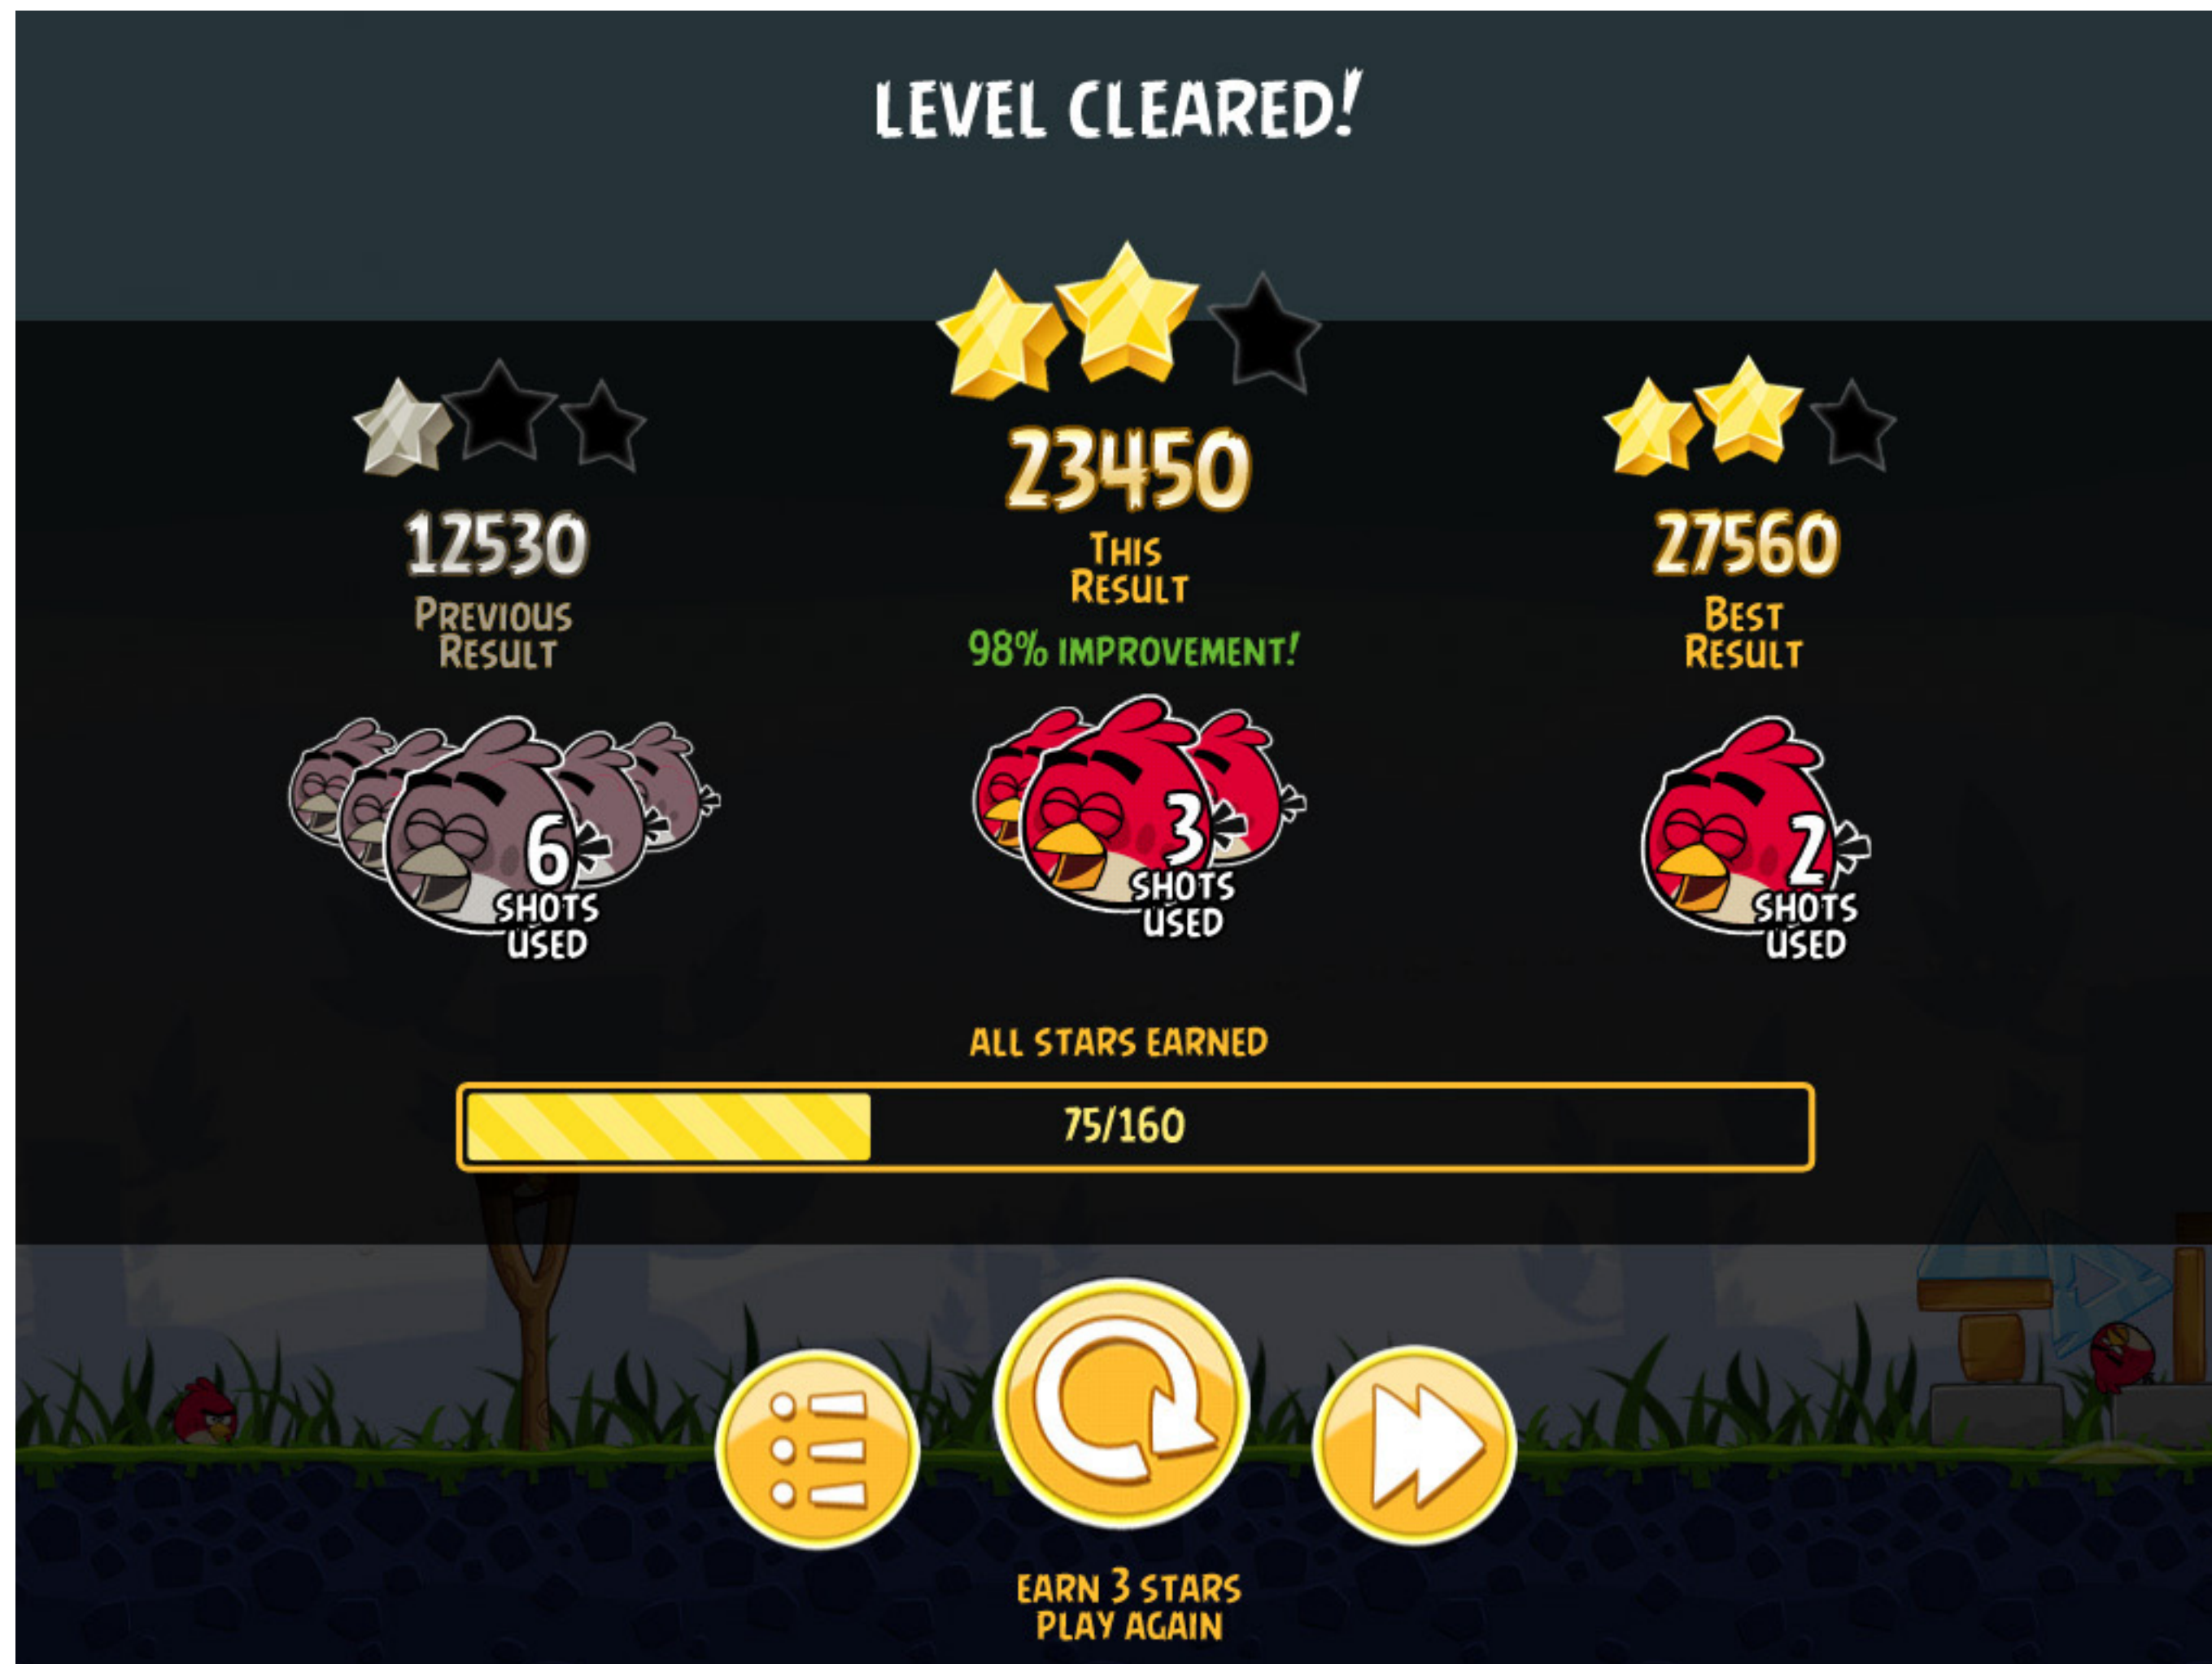 LEVEL CLEARED!
12530
PREVIOUS
RESULT
6
SHOTS
USED
23450
THIS
RESULT
98% IMPROVEMENT!
3
SHOTS
USED
27560
BEST
RESULT
2
SHOTS
USED
ALL STARS EARNED
75/160
EARN 3 STARS
PLAY AGAIN